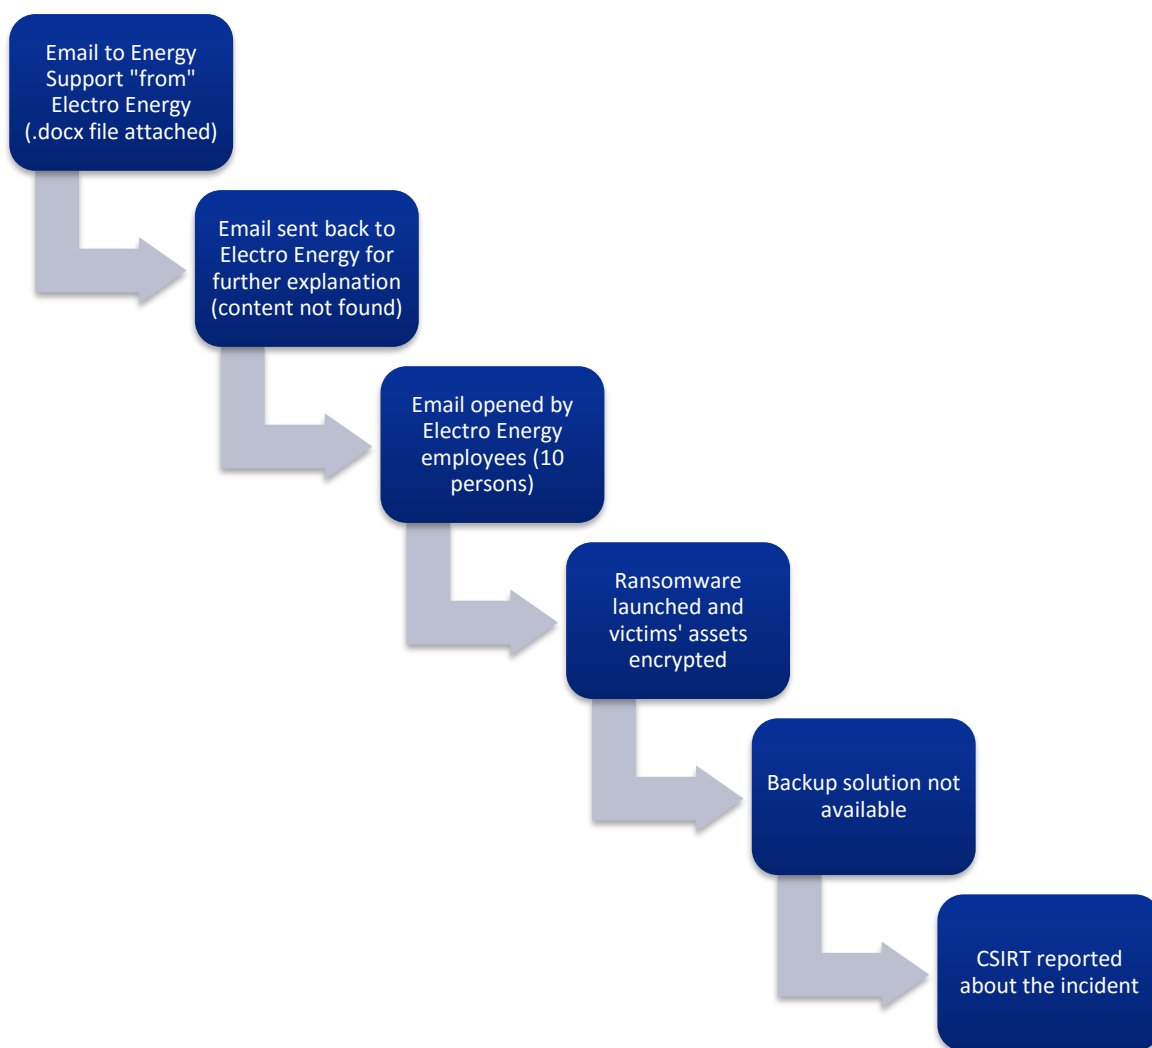 Email to Energy
Support "from"
Electro Energy
(.docx file attached)
Email sent back to
Electro Energy for
further explanation
(content not found)
Email opened by
Electro Energy
employees (10
persons)
Ransomware
launched and
victims' assets
encrypted
Backup solution not
available
CSIRT reported
about the incident